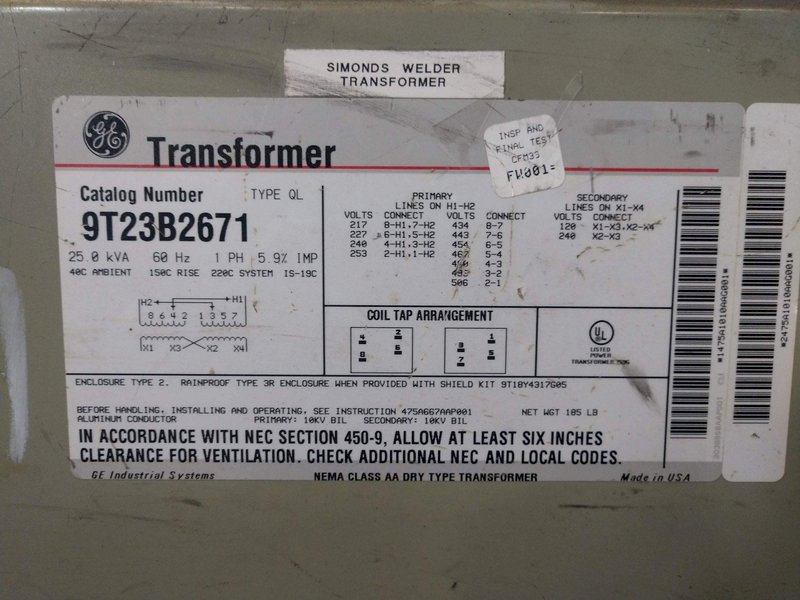 SIMONDS WELDER
TRANSFORMER
GE
Transformer
INSP AND
FINAL TEST
CFM33
FW001=
Catalog Number TYPE QL
9T23B2671
25.0 kVA 60 Hz 1 PH 5.9% IMP
40C AMBIENT 150C RISE 220C SYSTEM IS-19C
H2 H1
8 6 4 2 1 3 5 7
X1 X3 X2 X4
PRIMARY
LINES ON H1-H2
VOLTS CONNECT VOLTS CONNECT
217 8-H1,7-H2 434 8-7
227 6-H1,5-H2 443 7-6
240 4-H1,3-H2 454 6-5
253 2-H1,1-H2 467 5-4
4-3
3-2
506 2-1
SECONDARY
LINES ON X1-X4
VOLTS CONNECT
120 X1-X3,X2-X4
240 X2-X3
COIL TAP ARRANGEMENT
4 2
8 6
3 1
7 5
UL
LISTED
POWER
TRANSFORMER
ENCLOSURE TYPE 2. RAINPROOF TYPE 3R ENCLOSURE WHEN PROVIDED WITH SHIELD KIT 9T18Y4317G05
BEFORE HANDLING, INSTALLING AND OPERATING, SEE INSTRUCTION 475A667AAP001 NET WGT 185 LB
ALUMINUM CONDUCTOR PRIMARY: 10KV BIL SECONDARY: 10KV BIL
IN ACCORDANCE WITH NEC SECTION 450-9, ALLOW AT LEAST SIX INCHES
CLEARANCE FOR VENTILATION. CHECK ADDITIONAL NEC AND LOCAL CODES.
GE Industrial Systems NEMA CLASS AA DRY TYPE TRANSFORMER Made in USA
*1475A1010AAG001*
*2475A1010AAG001*